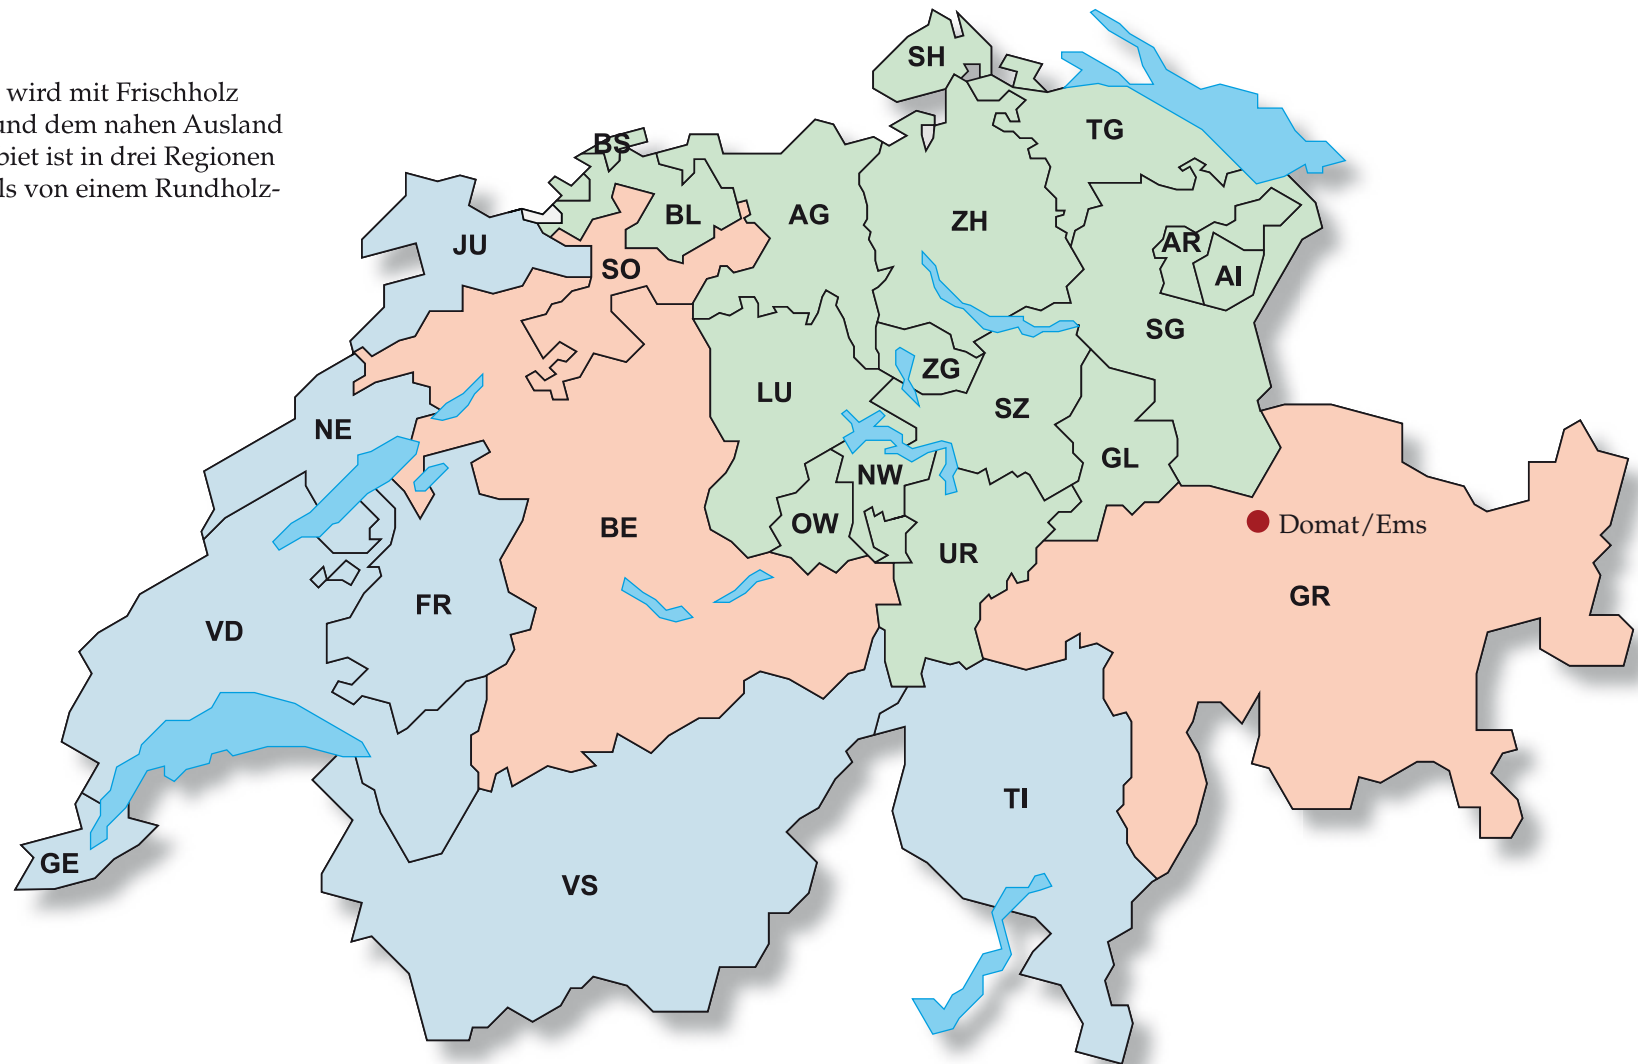 wird mit Frischholz
und dem nahen Ausland
biet ist in drei Regionen
ls von einem Rundholz-
SH
TG
BS
BL
AG
ZH
JU
SO
AR
AI
SG
ZG
LU
SZ
NE
GL
NW
OW
BE
UR
Domat/Ems
GR
FR
VD
TI
GE
VS